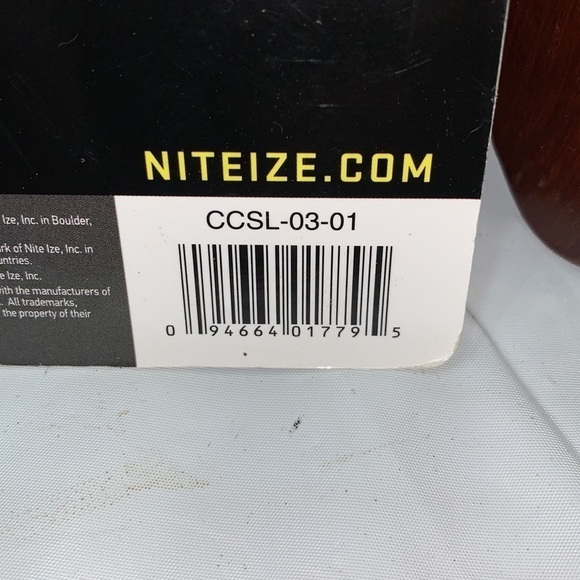 NITEIZE.COM
CCSL-03-01
0 94664 01779 5
Ize, Inc. in Boulder,
rk of Nite Ize, Inc. in
untries.
e Ize, Inc.
with the manufacturers of
. All trademarks,
the property of their